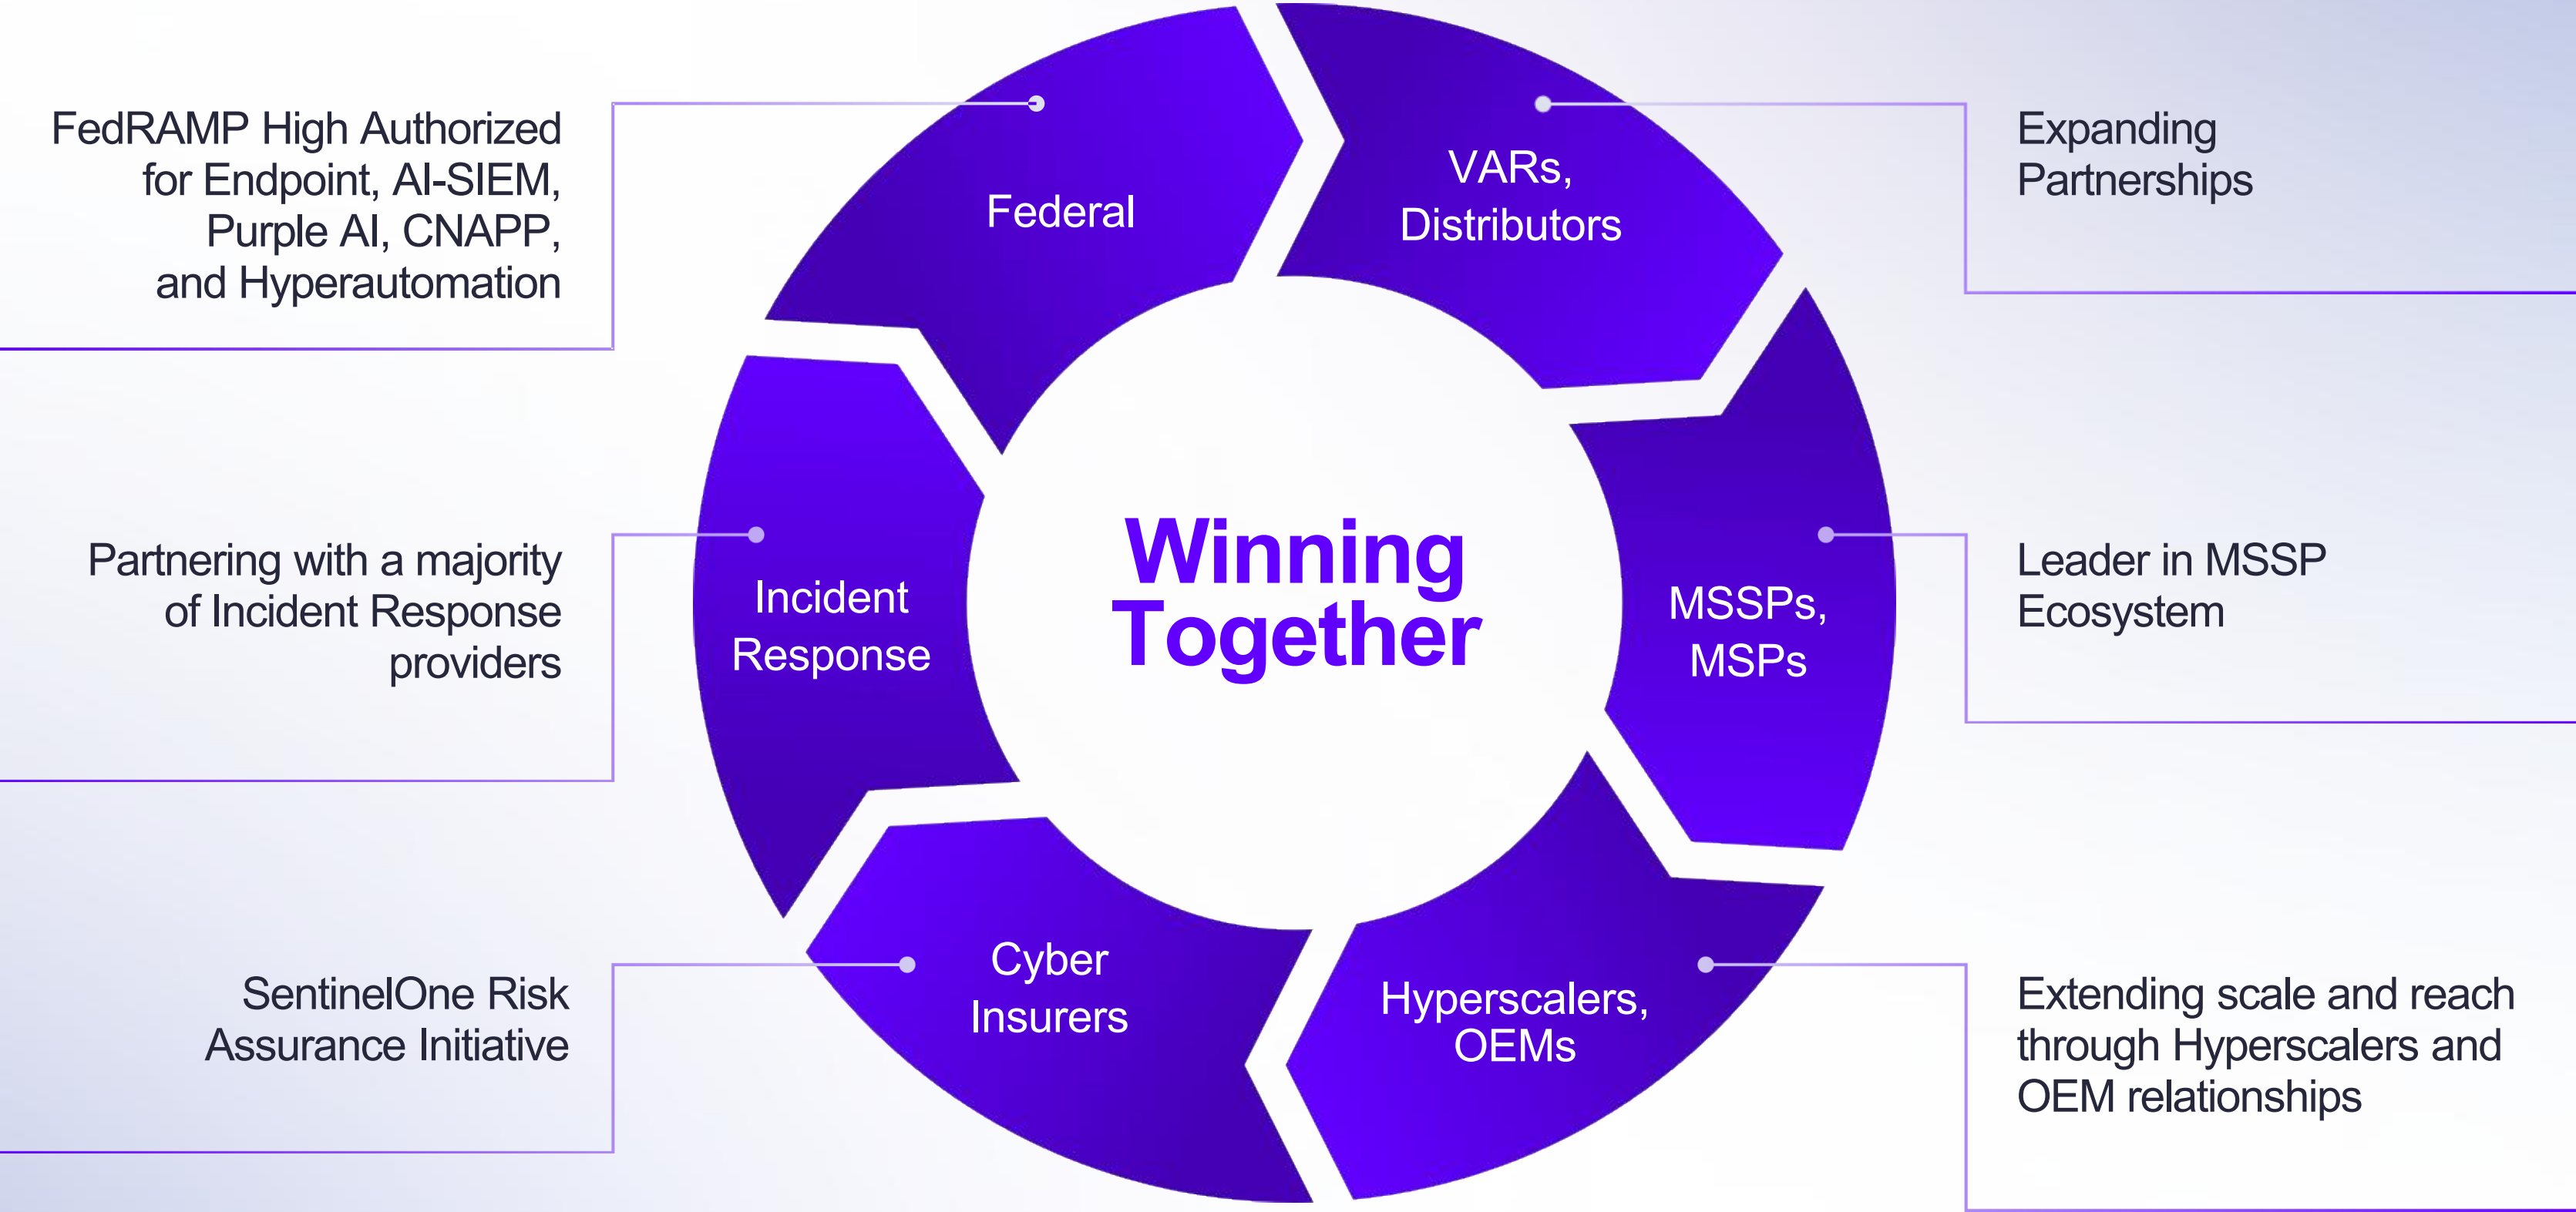 FedRAMP High Authorized
for Endpoint, AI-SIEM,
Purple AI, CNAPP,
and Hyperautomation
Federal
VARs,
Distributors
Expanding
Partnerships
Partnering with a majority
of Incident Response
providers
Incident
Response
Winning
Together
MSSPs,
MSPs
Leader in MSSP
Ecosystem
SentinelOne Risk
Assurance Initiative
Cyber
Insurers
Hyperscalers,
OEMs
Extending scale and reach
through Hyperscalers and
OEM relationships